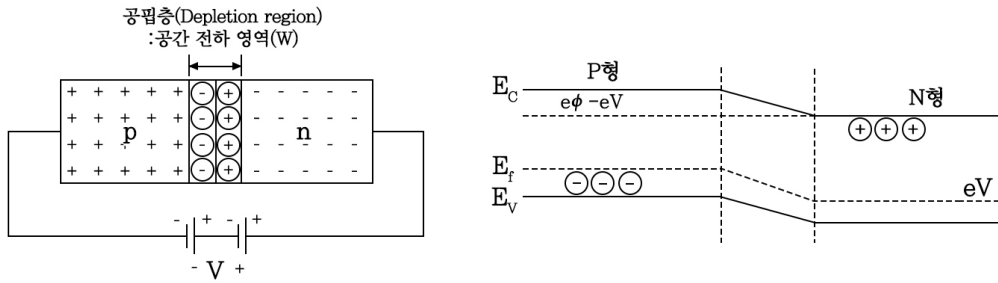 공핍층(Depletion region)
:공간 전하 영역(W)
+ + + + + - + - - - - -
+ + + + + - + - - - - -
p
n
+ + + + + - + - - - - -
+ + + + + - + - - - - -
- + - +
- V +
P형
E_C
eϕ-eV
N형
+ + +
E_f
- - -
eV
E_V